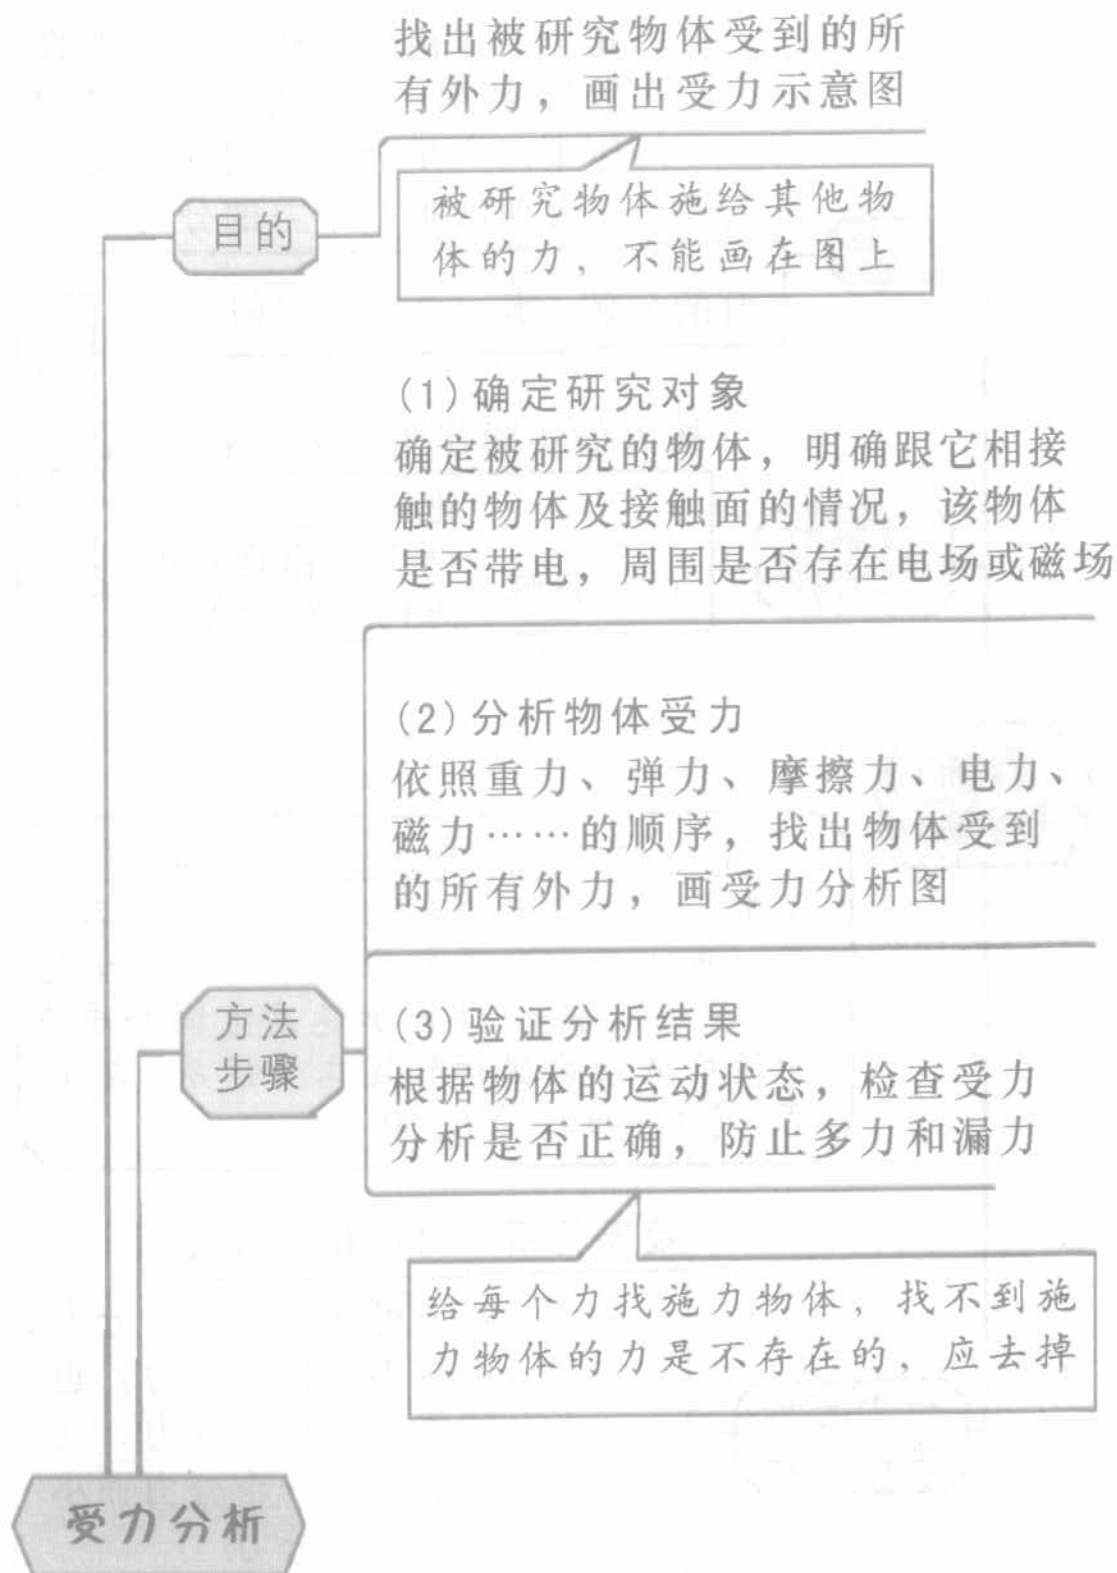 找出被研究物体受到的所
有外力，画出受力示意图
目的
被研究物体施给其他物
体的力，不能画在图上
(1)确定研究对象
确定被研究的物体，明确跟它相接
触的物体及接触面的情况，该物体
是否带电，周围是否存在电场或磁场
(2)分析物体受力
依照重力、弹力、摩擦力、电力、
磁力……的顺序，找出物体受到
的所有外力，画受力分析图
方法
步骤
(3)验证分析结果
根据物体的运动状态，检查受力
分析是否正确，防止多力和漏力
给每个力找施力物体，找不到施
力物体的力是不存在的，应去掉
受力分析